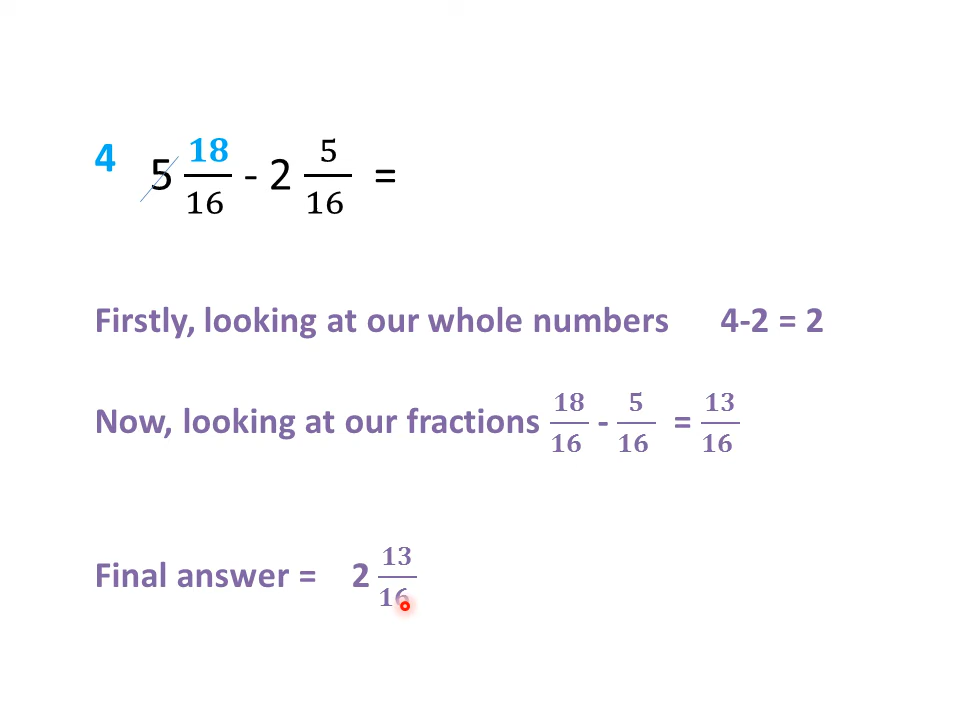 4 5 18/16 - 2 5/16 =
Firstly, looking at our whole numbers 4-2 = 2
Now, looking at our fractions 18/16 - 5/16 = 13/16
Final answer = 2 13/16